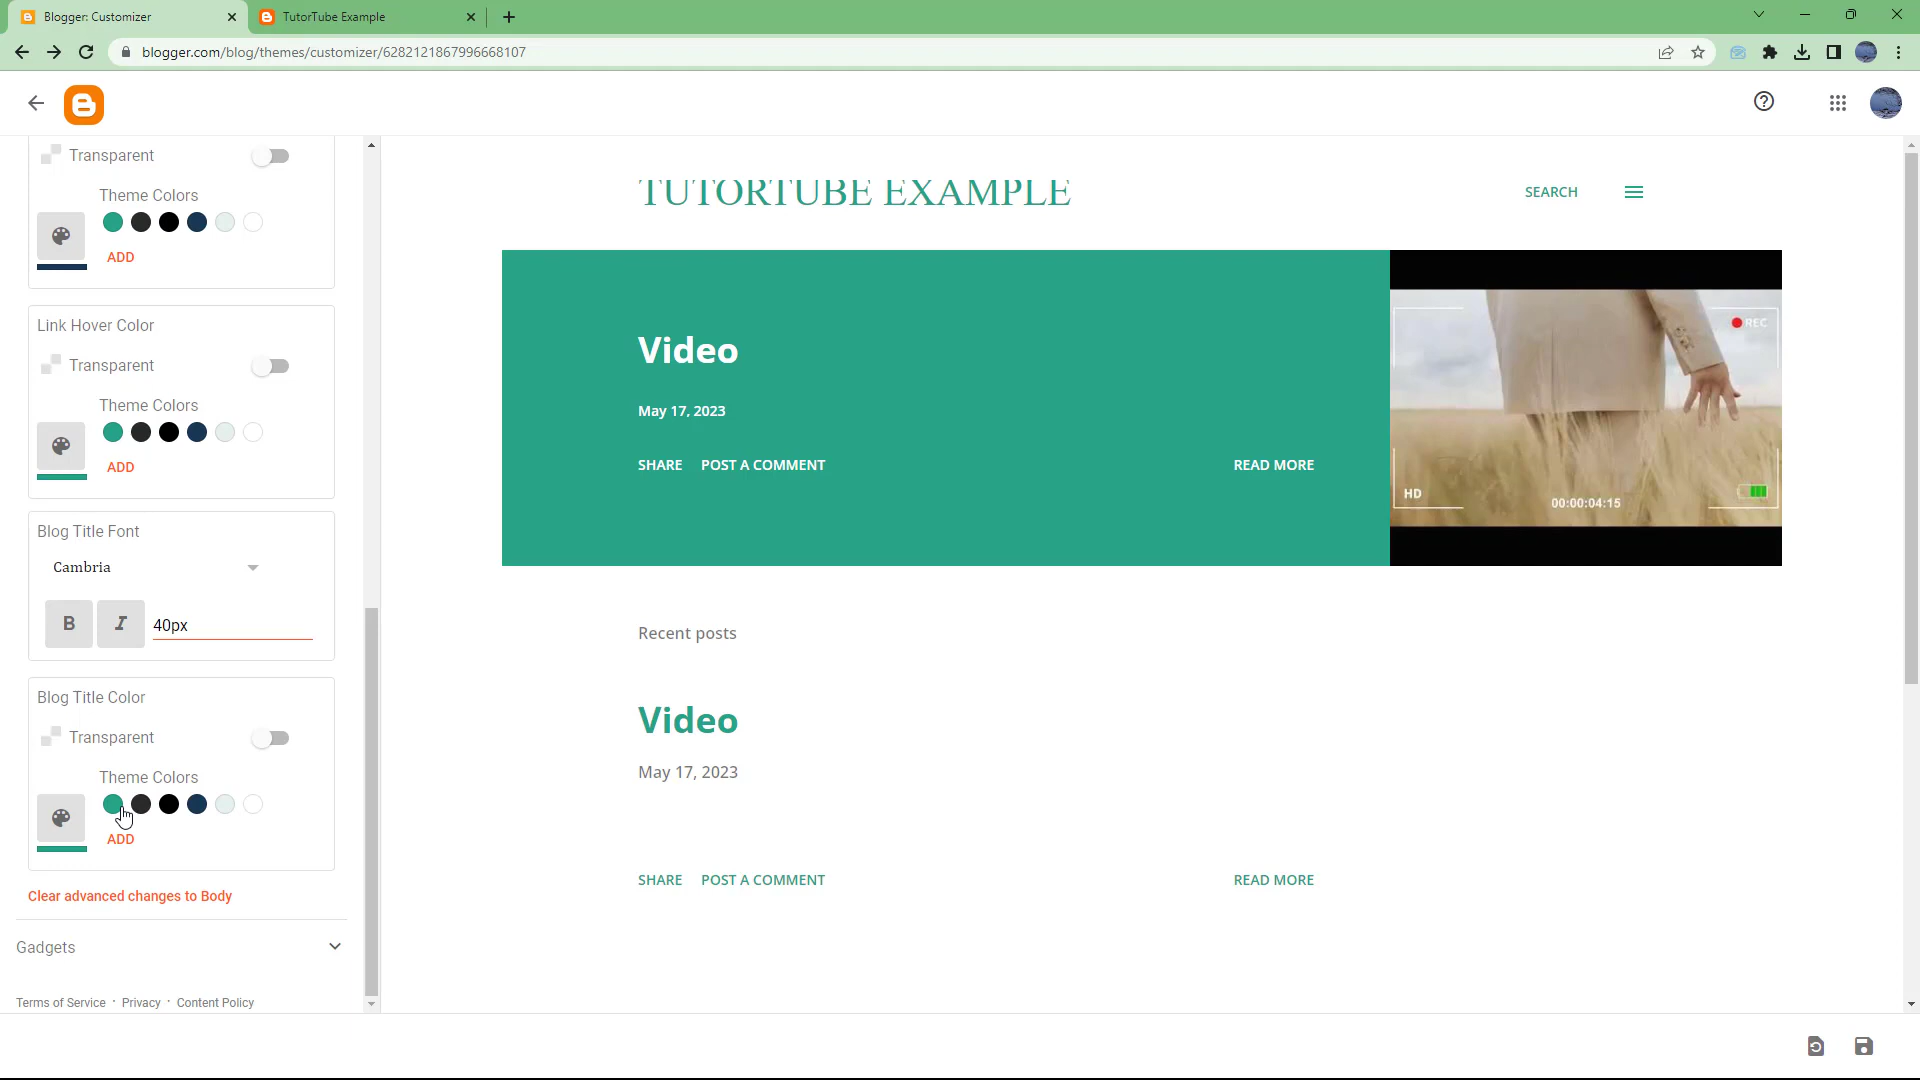 Blogger: Customizer
TutorTube Example
blogger.com/blog/themes/customizer/6282121867996668107
Transparent
Theme Colors
ADD
Link Hover Color
Transparent
Theme Colors
ADD
Blog Title Font
Cambria
B I 40px
Blog Title Color
Transparent
Theme Colors
ADD
Clear advanced changes to Body
Gadgets
Terms of Service · Privacy · Content Policy
TUTORTUBE EXAMPLE
SEARCH
Video
May 17, 2023
SHARE POST A COMMENT READ MORE
REC
HD 00:00:04:15
Recent posts
Video
May 17, 2023
SHARE POST A COMMENT READ MORE